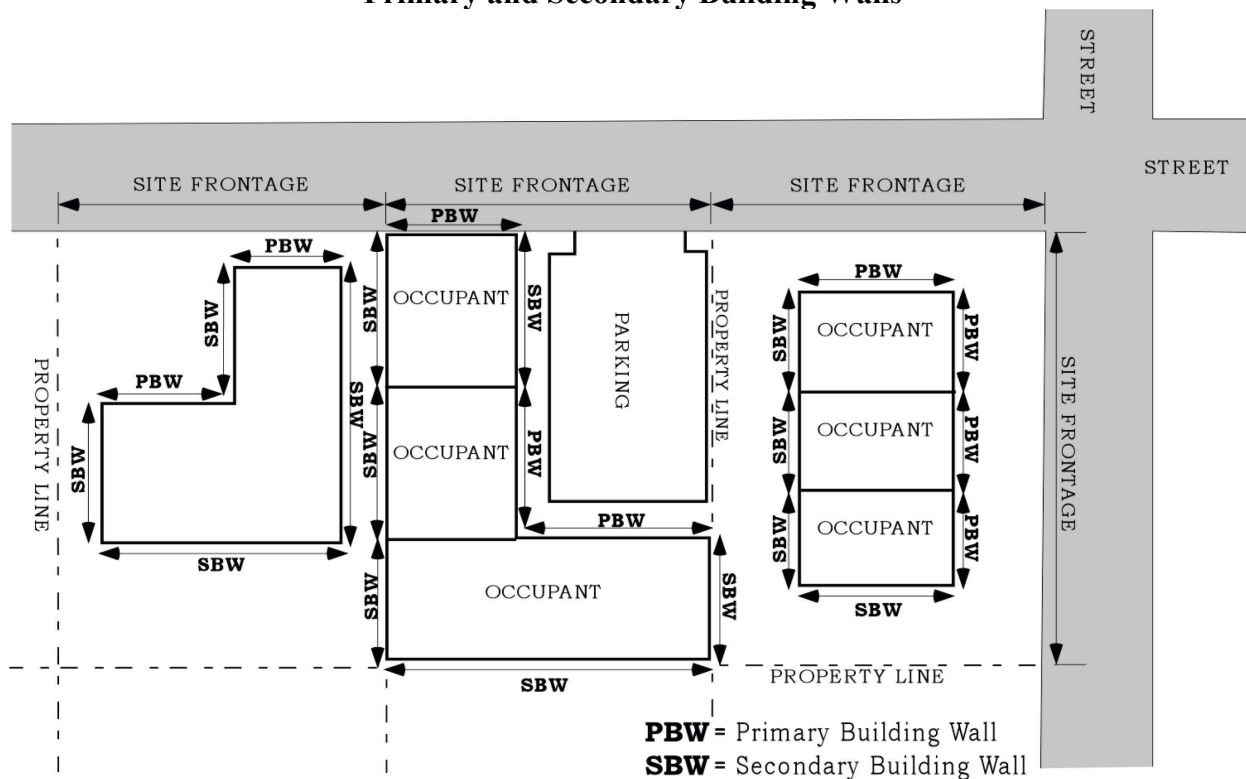 Primary and Secondary Building Walls
STREET
STREET
SITE FRONTAGE
SITE FRONTAGE
SITE FRONTAGE
PBW
PBW
PBW
SBW
SBW
SBW
OCCUPANT
PARKING
PROPERTY LINE
SBW
OCCUPANT
PBW
SITE FRONTAGE
PROPERTY LINE
PBW
SBW
SBW
SBW
OCCUPANT
PBW
SBW
OCCUPANT
PBW
PBW
SBW
SBW
OCCUPANT
SBW
SBW
OCCUPANT
PBW
SBW
SBW
PROPERTY LINE
PBW = Primary Building Wall
SBW = Secondary Building Wall